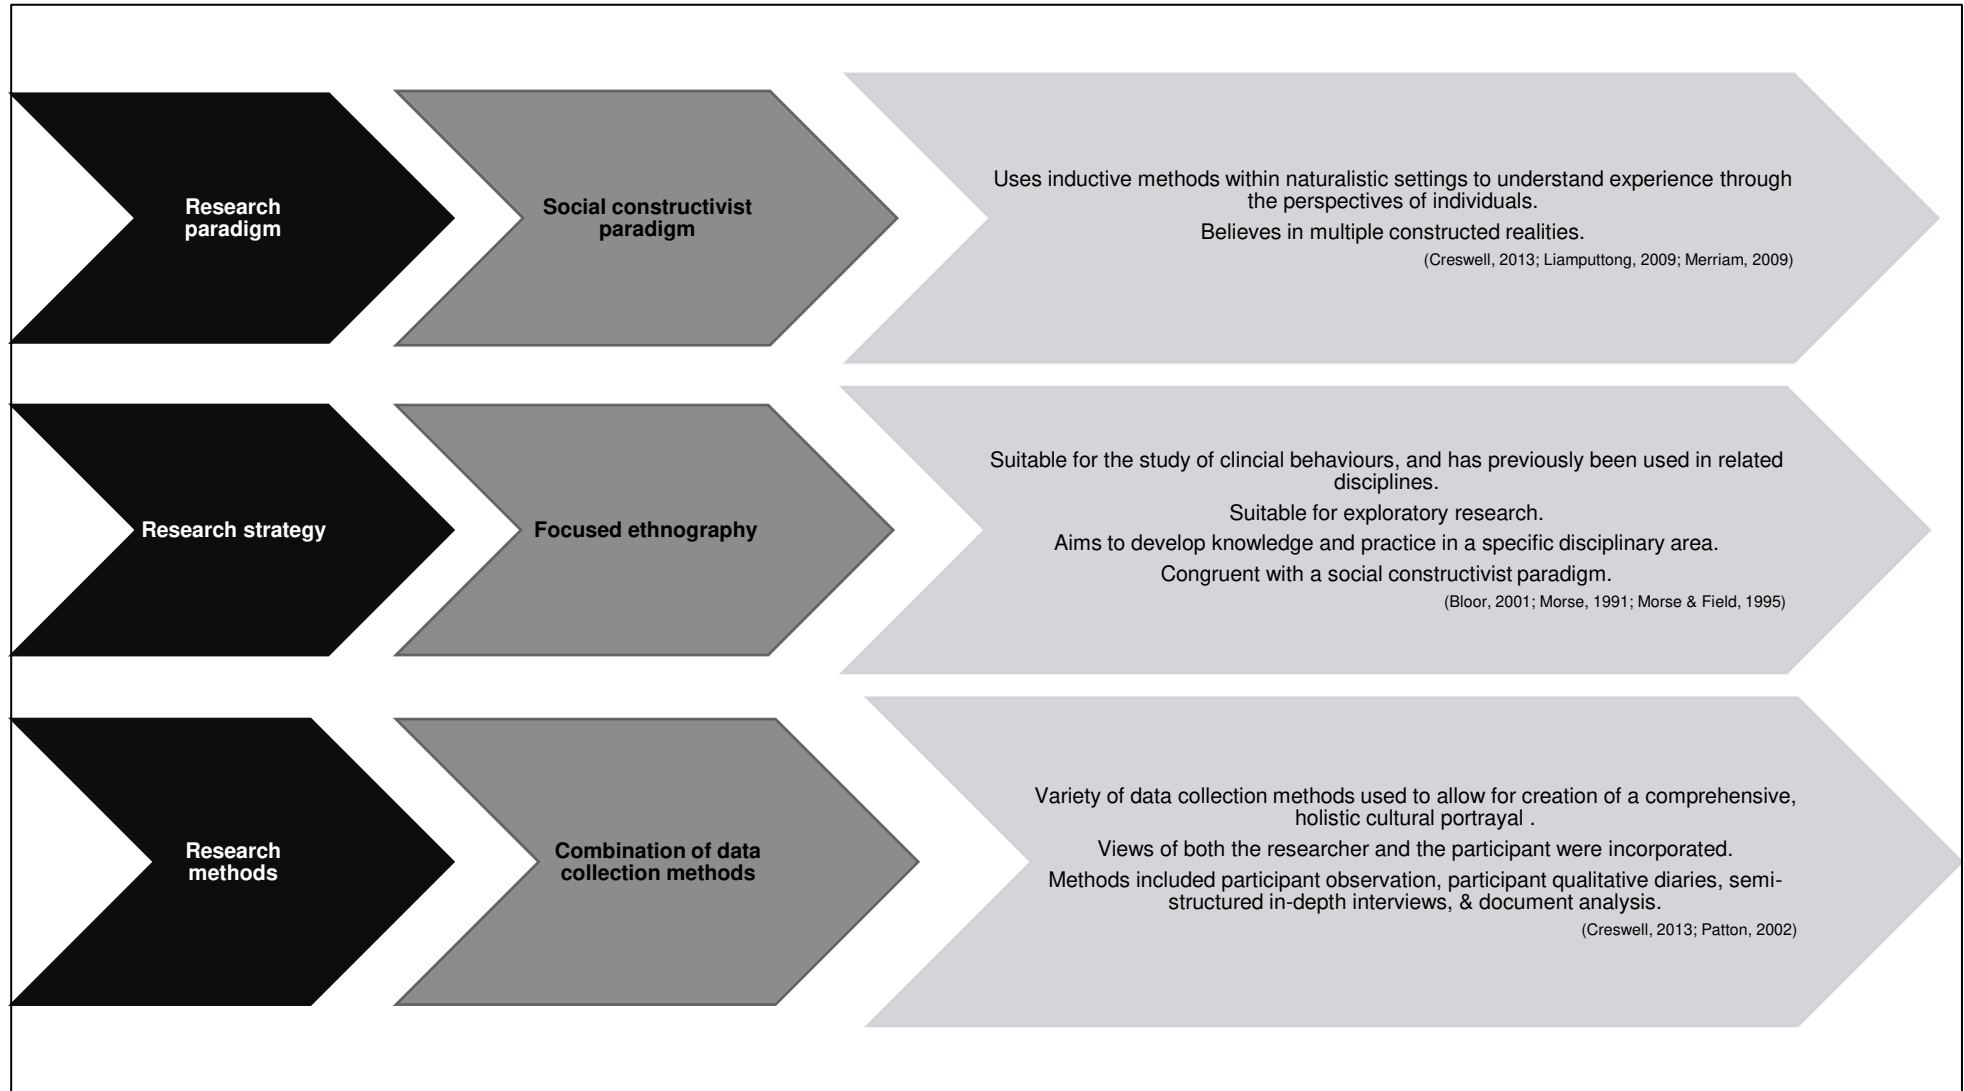 Research
paradigm
Social constructivist
paradigm
Uses inductive methods within naturalistic settings to understand experience through
the perspectives of individuals.
Believes in multiple constructed realities.
(Creswell, 2013; Liamputtong, 2009; Merriam, 2009)
Research strategy
Focused ethnography
Suitable for the study of clincial behaviours, and has previously been used in related
disciplines.
Suitable for exploratory research.
Aims to develop knowledge and practice in a specific disciplinary area.
Congruent with a social constructivist paradigm.
(Bloor, 2001; Morse, 1991; Morse & Field, 1995)
Research
methods
Combination of data
collection methods
Variety of data collection methods used to allow for creation of a comprehensive,
holistic cultural portrayal .
Views of both the researcher and the participant were incorporated.
Methods included participant observation, participant qualitative diaries, semi-
structured in-depth interviews, & document analysis.
(Creswell, 2013; Patton, 2002)